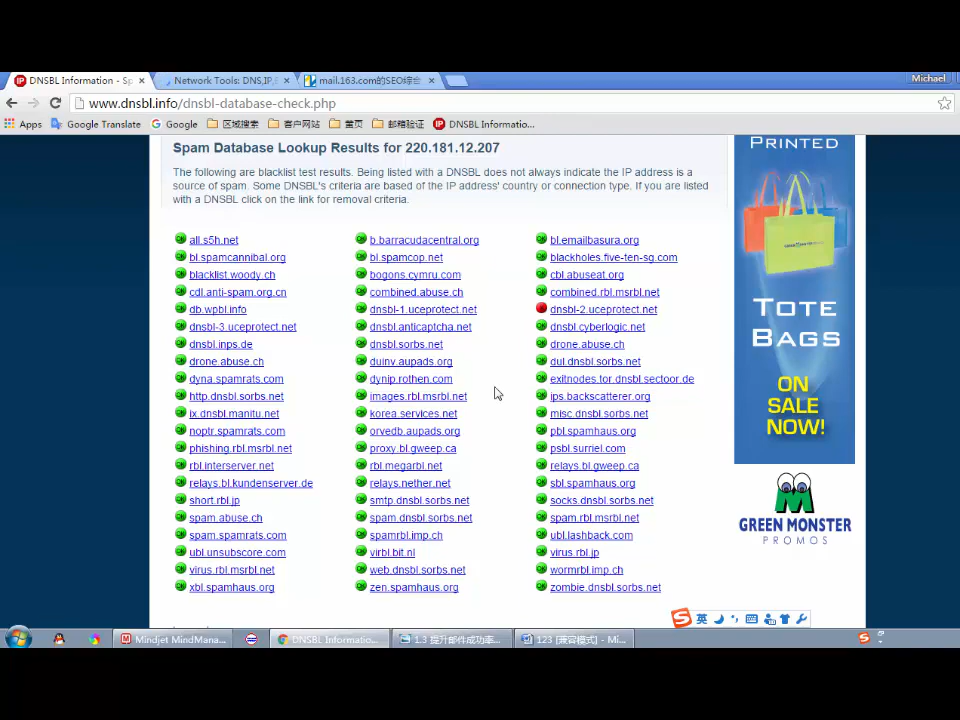 Michael
DNSBL Information - Sp
Network Tools: DNS,IP,
mail.163.com的SEO综合
www.dnsbl.info/dnsbl-database-check.php
Apps
Google Translate
Google
区域搜索
客户网站
黄页
邮箱验证
DNSBL Informatio...
Spam Database Lookup Results for 220.181.12.207
The following are blacklist test results. Being listed with a DNSBL does not always indicate the IP address is a
source of spam. Some DNSBL's criteria are based of the IP address' country or connection type. If you are listed
with a DNSBL click on the link for removal criteria.
all.s5h.net b.barracudacentral.org bl.emailbasura.org
bl.spamcannibal.org bl.spamcop.net blackholes.five-ten-sg.com
blacklist.woody.ch bogons.cymru.com cbl.abuseat.org
cdl.anti-spam.org.cn combined.abuse.ch combined.rbl.msrbl.net
db.wpbl.info dnsbl-1.uceprotect.net dnsbl-2.uceprotect.net
dnsbl-3.uceprotect.net dnsbl.anticaptcha.net dnsbl.cyberlogic.net
dnsbl.inps.de dnsbl.sorbs.net drone.abuse.ch
drone.abuse.ch duinv.aupads.org dul.dnsbl.sorbs.net
dyna.spamrats.com dynip.rothen.com exitnodes.tor.dnsbl.sectoor.de
http.dnsbl.sorbs.net images.rbl.msrbl.net ips.backscatterer.org
ix.dnsbl.manitu.net korea.services.net misc.dnsbl.sorbs.net
noptr.spamrats.com orvedb.aupads.org pbl.spamhaus.org
phishing.rbl.msrbl.net proxy.bl.gweep.ca psbl.surriel.com
rbl.interserver.net rbl.megarbl.net relays.bl.gweep.ca
relays.bl.kundenserver.de relays.nether.net sbl.spamhaus.org
short.rbl.jp smtp.dnsbl.sorbs.net socks.dnsbl.sorbs.net
spam.abuse.ch spam.dnsbl.sorbs.net spam.rbl.msrbl.net
spam.spamrats.com spamrbl.imp.ch ubl.lashback.com
ubl.unsubscore.com virbl.bit.nl virus.rbl.jp
virus.rbl.msrbl.net web.dnsbl.sorbs.net wormrbl.imp.ch
xbl.spamhaus.org zen.spamhaus.org zombie.dnsbl.sorbs.net
PRINTED
TOTE
BAGS
ON
SALE
NOW!
GREEN MONSTER
PROMOS
英
Mindjet MindMana...
DNSBL Informatio...
1.3 提升邮件成功率...
123 [兼容模式] - Mi...